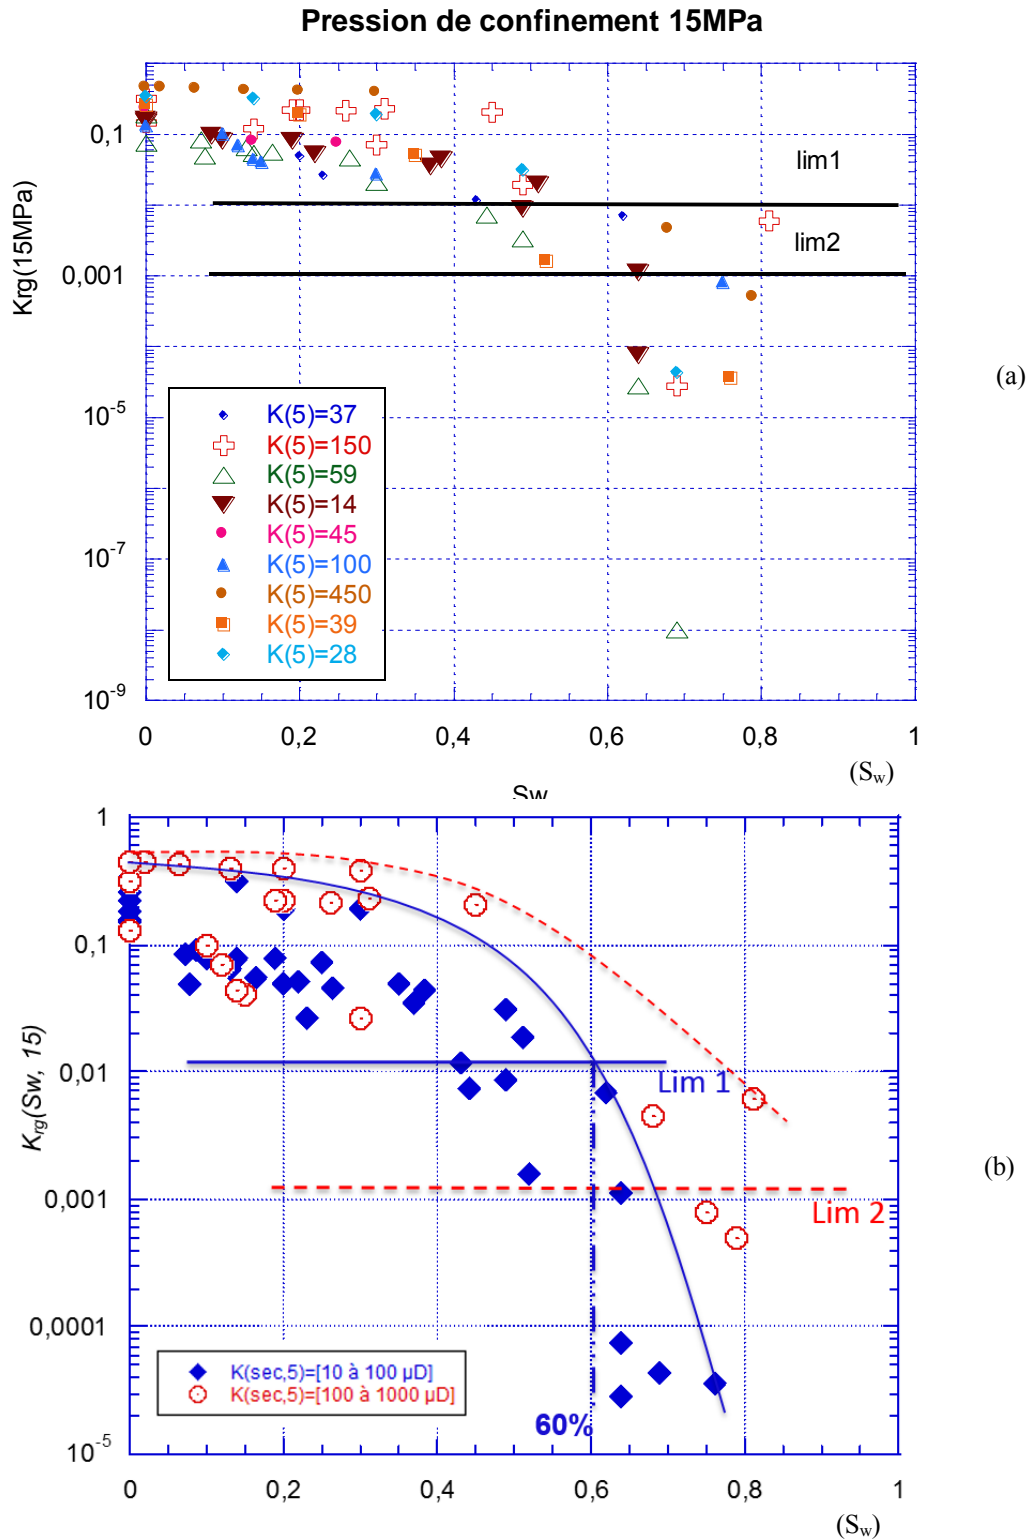 Pression de confinement 15MPa
0,1
0,001
10-5
10-7
10-9
Krg(15MPa)
lim1
lim2
(a)
K(5)=37
K(5)=150
K(5)=59
K(5)=14
K(5)=45
K(5)=100
K(5)=450
K(5)=39
K(5)=28
0 0,2 0,4 0,6 0,8 1
(Sw)
Sw
1
0,1
0,01
0,001
0,0001
10-5
Krg(Sw, 15)
Lim 1
Lim 2
(b)
K(sec,5)=[10 à 100 µD]
K(sec,5)=[100 à 1000 µD]
60%
0 0,2 0,4 0,6 0,8 1
(Sw)